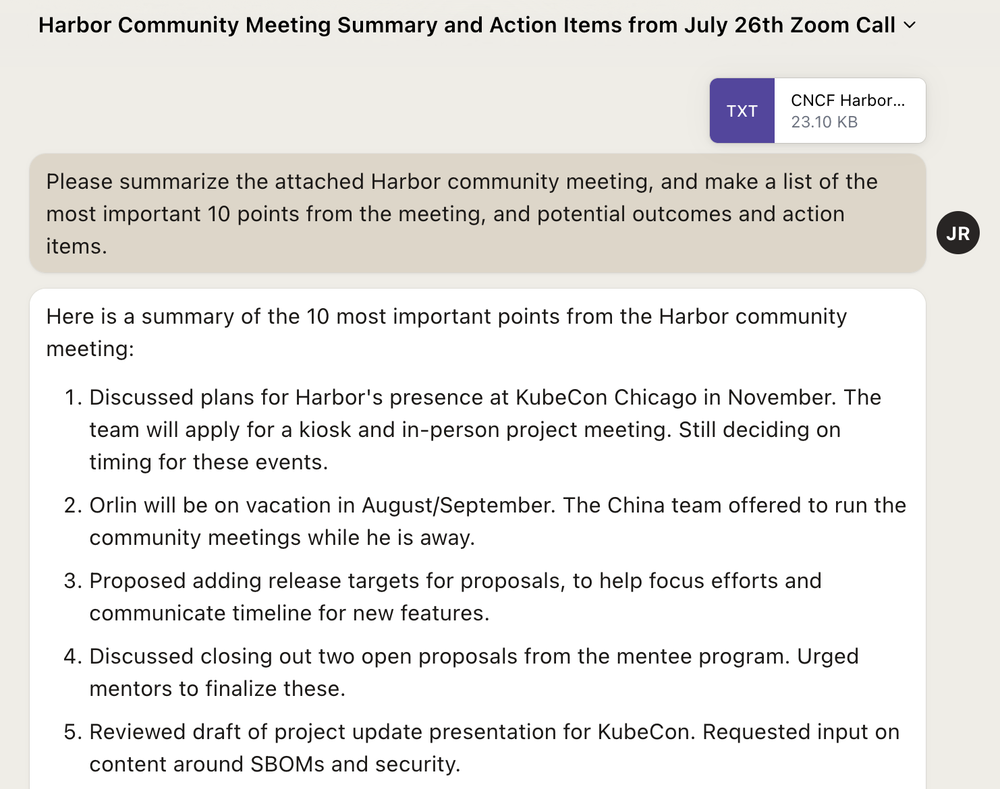 Harbor Community Meeting Summary and Action Items from July 26th Zoom Call
TXT
CNCF Harbor...
23.10 KB
Please summarize the attached Harbor community meeting, and make a list of the
most important 10 points from the meeting, and potential outcomes and action
items.
JR
Here is a summary of the 10 most important points from the Harbor community
meeting:
1. Discussed plans for Harbor's presence at KubeCon Chicago in November. The
team will apply for a kiosk and in-person project meeting. Still deciding on
timing for these events.
2. Orlin will be on vacation in August/September. The China team offered to run the
community meetings while he is away.
3. Proposed adding release targets for proposals, to help focus efforts and
communicate timeline for new features.
4. Discussed closing out two open proposals from the mentee program. Urged
mentors to finalize these.
5. Reviewed draft of project update presentation for KubeCon. Requested input on
content around SBOMs and security.